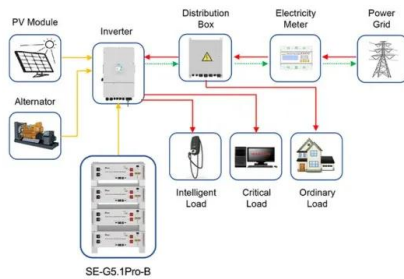 PV Module
Inverter
Distribution
Box
Electricity
Meter
Power
Grid
Alternator
Intelligent
Load
Critical
Load
Ordinary
Load
SE-G5.1Pro-B